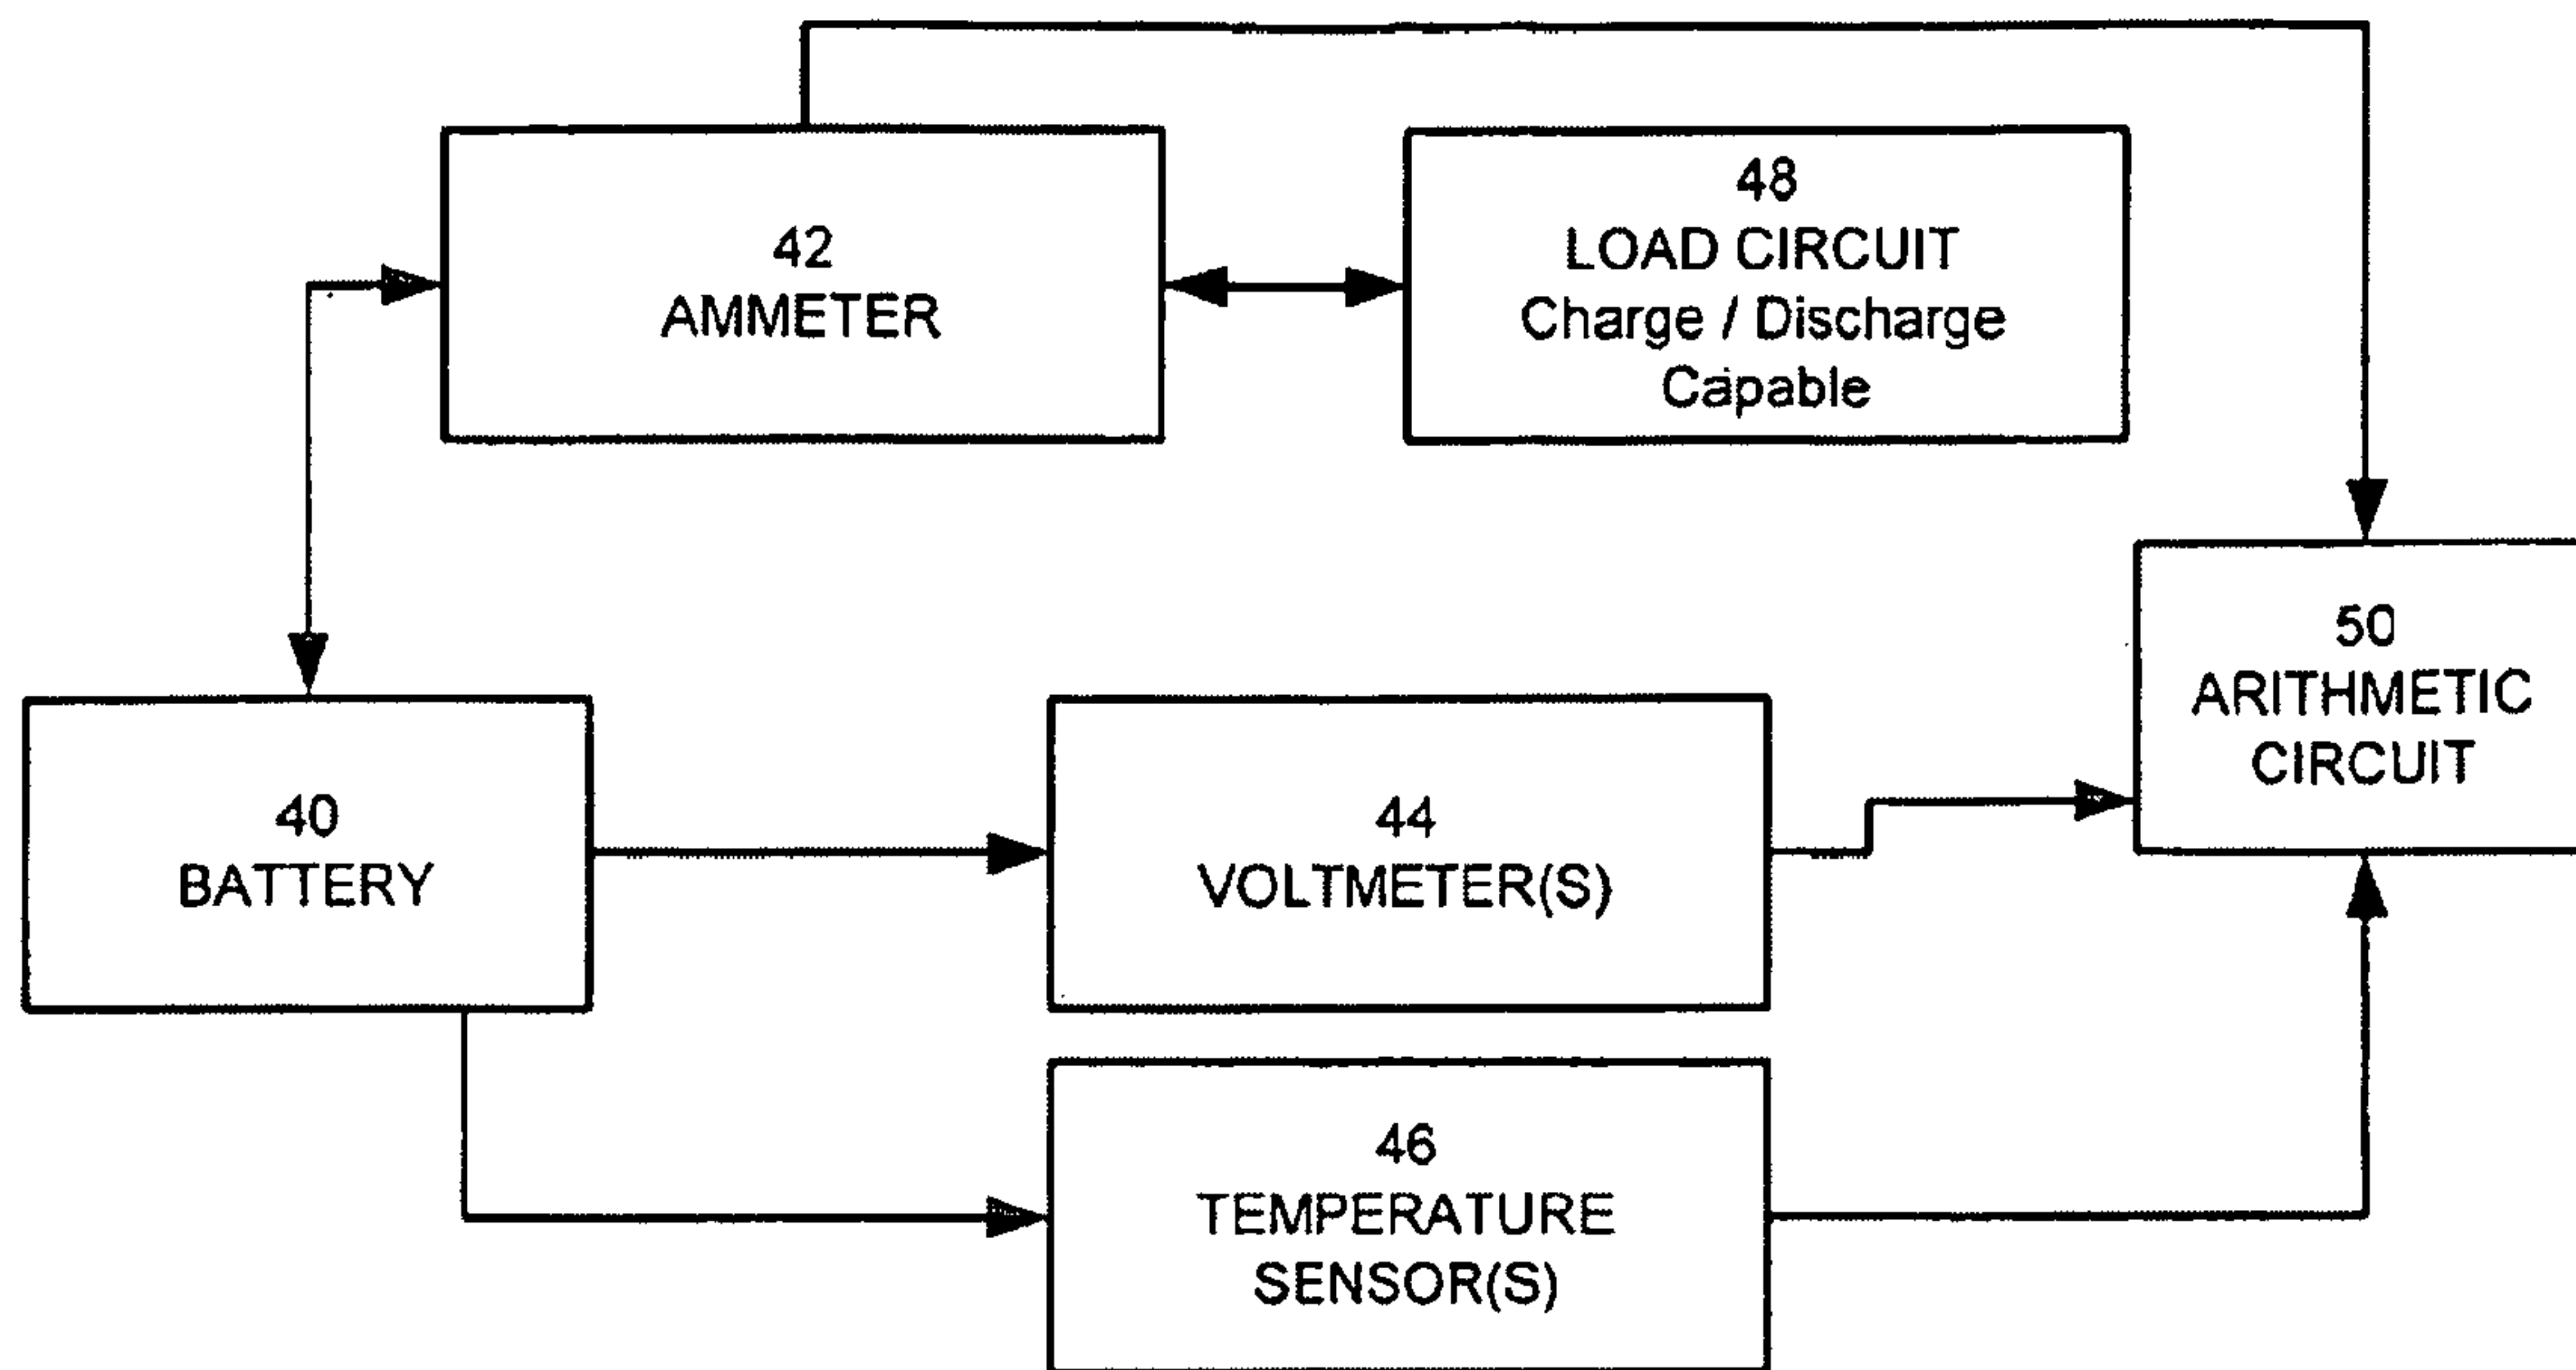 42
AMMETER
48
LOAD CIRCUIT
Charge / Discharge
Capable
50
ARITHMETIC
CIRCUIT
40
BATTERY
44
VOLTMETER(S)
46
TEMPERATURE
SENSOR(S)